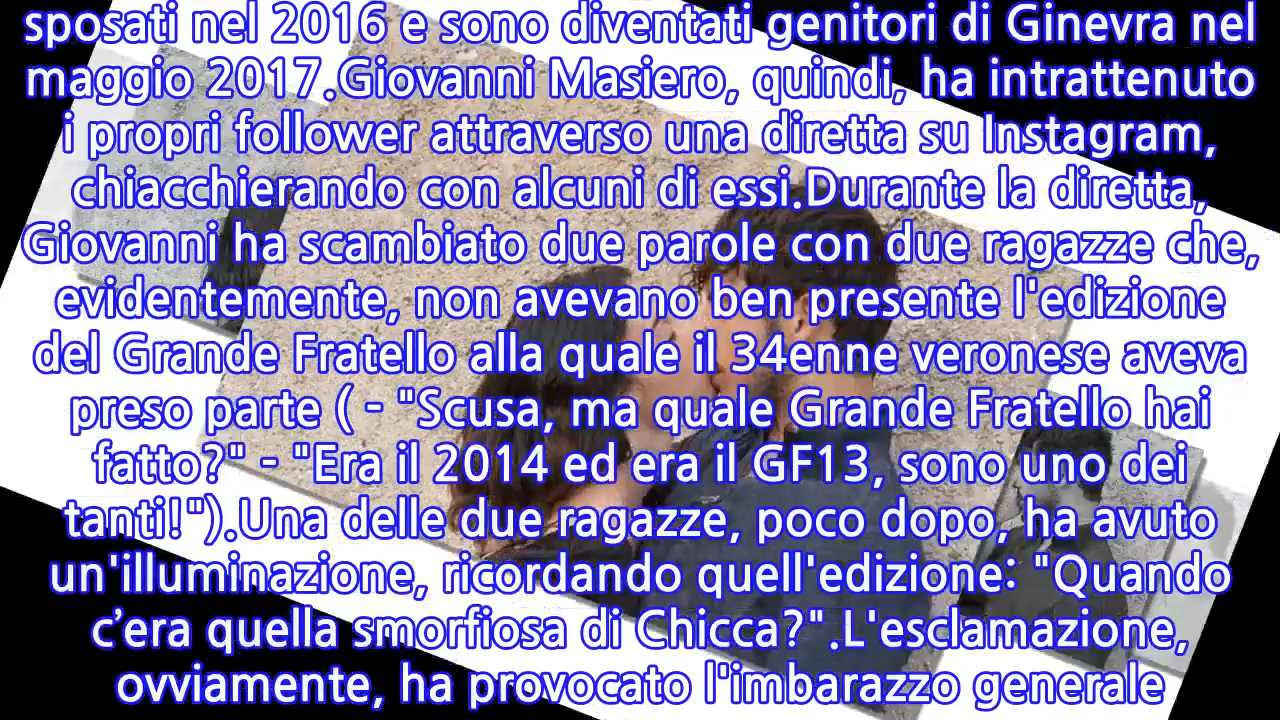 sposati nel 2016 e sono diventati genitori di Ginevra nel
maggio 2017.Giovanni Masiero, quindi, ha intrattenuto
i propri follower attraverso una diretta su Instagram,
chiacchierando con alcuni di essi.Durante la diretta,
Giovanni ha scambiato due parole con due ragazze che,
evidentemente, non avevano ben presente l'edizione
del Grande Fratello alla quale il 34enne veronese aveva
preso parte ( - "Scusa, ma quale Grande Fratello hai
fatto?" - "Era il 2014 ed era il GF13, sono uno dei
tanti!").Una delle due ragazze, poco dopo, ha avuto
un'illuminazione, ricordando quell'edizione: "Quando
c’era quella smorfiosa di Chicca?".L'esclamazione,
ovviamente, ha provocato l'imbarazzo generale